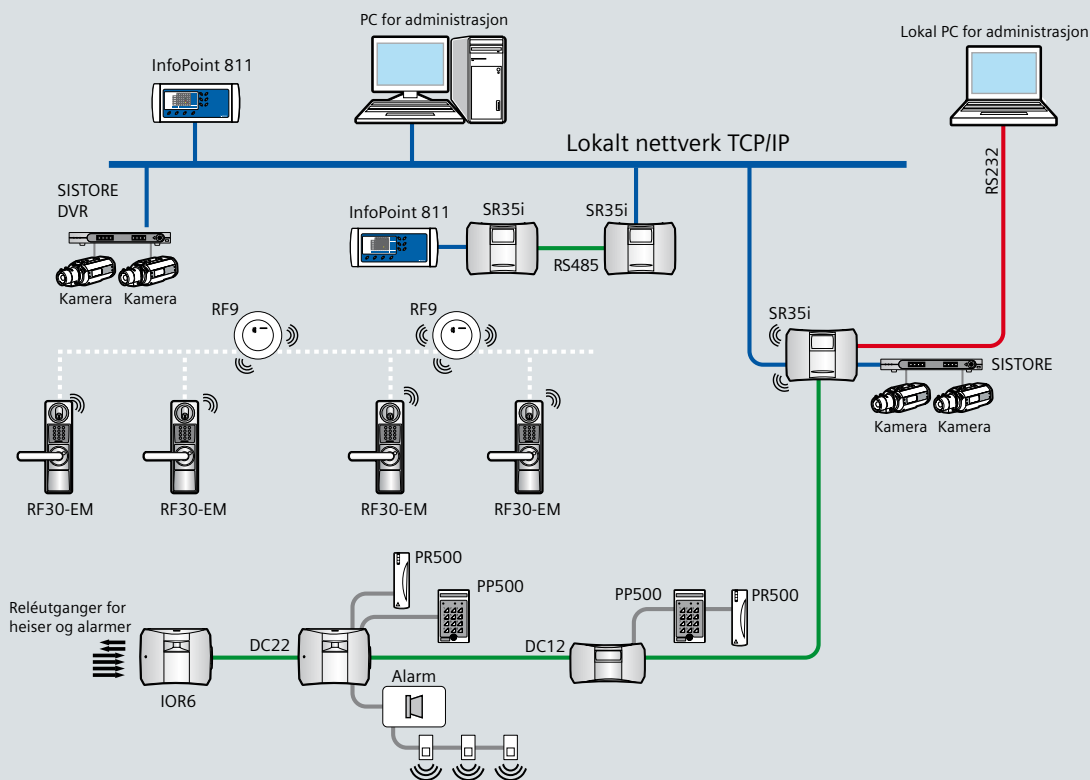 PC for administrasjon
Lokal PC for administrasjon
InfoPoint 811
Lokalt nettverk TCP/IP
RS232
SISTORE
DVR
InfoPoint 811
SR35i
SR35i
RS485
Kamera
Kamera
RF9
RF9
SR35i
SISTORE
Kamera
Kamera
RF30-EM
RF30-EM
RF30-EM
RF30-EM
PR500
PP500
PP500
PR500
Reléutganger for
heiser og alarmer
DC22
DC12
IOR6
Alarm